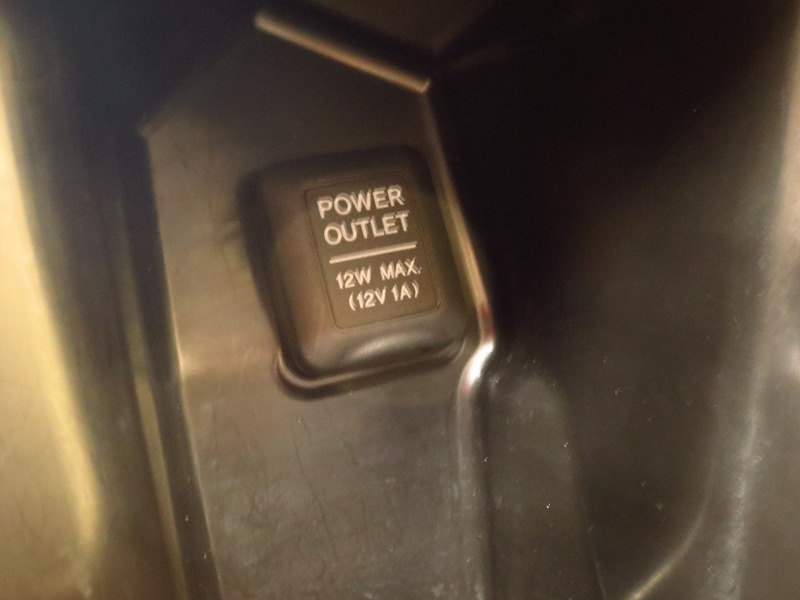 POWER
OUTLET
12W MAX.
(12V 1A)